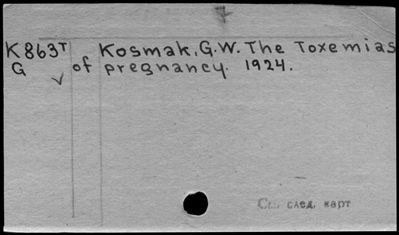 K863T Kosmak, G.W. The Toxemias
G of pregnancy. 1924.
См. след. карт